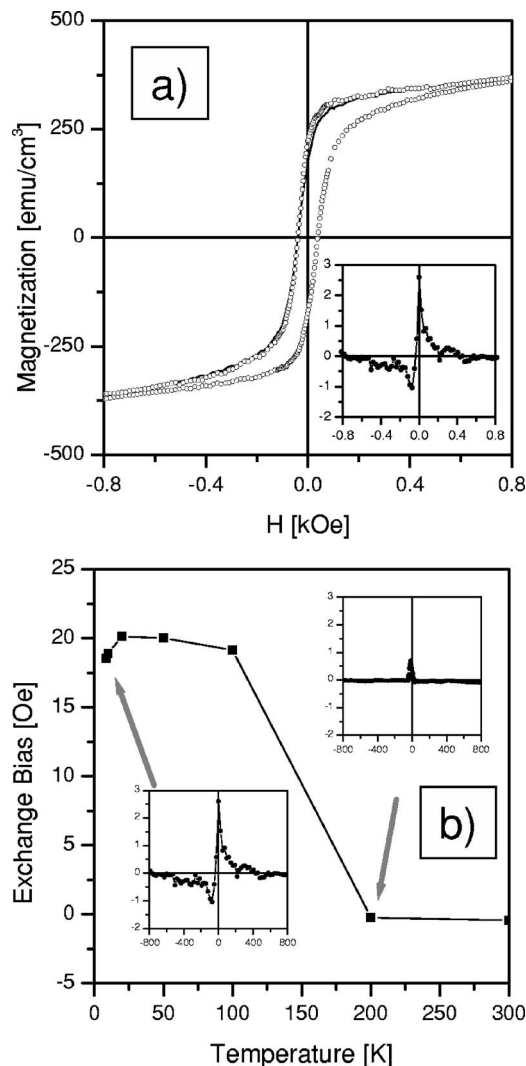 500
250
0
-250
-500
Magnetization [emu/cm³]
a)
3
2
1
0
-1
-2
-0.8 -0.4 0.0 0.4 0.8
-0.8 -0.4 0.0 0.4 0.8
H [kOe]
25
20
15
10
5
0
-5
Exchange Bias [Oe]
3
2
1
0
-1
-2
-800 -400 0 400 800
b)
3
2
1
0
-1
-2
-800 -400 0 400 800
0 50 100 150 200 250 300
Temperature [K]